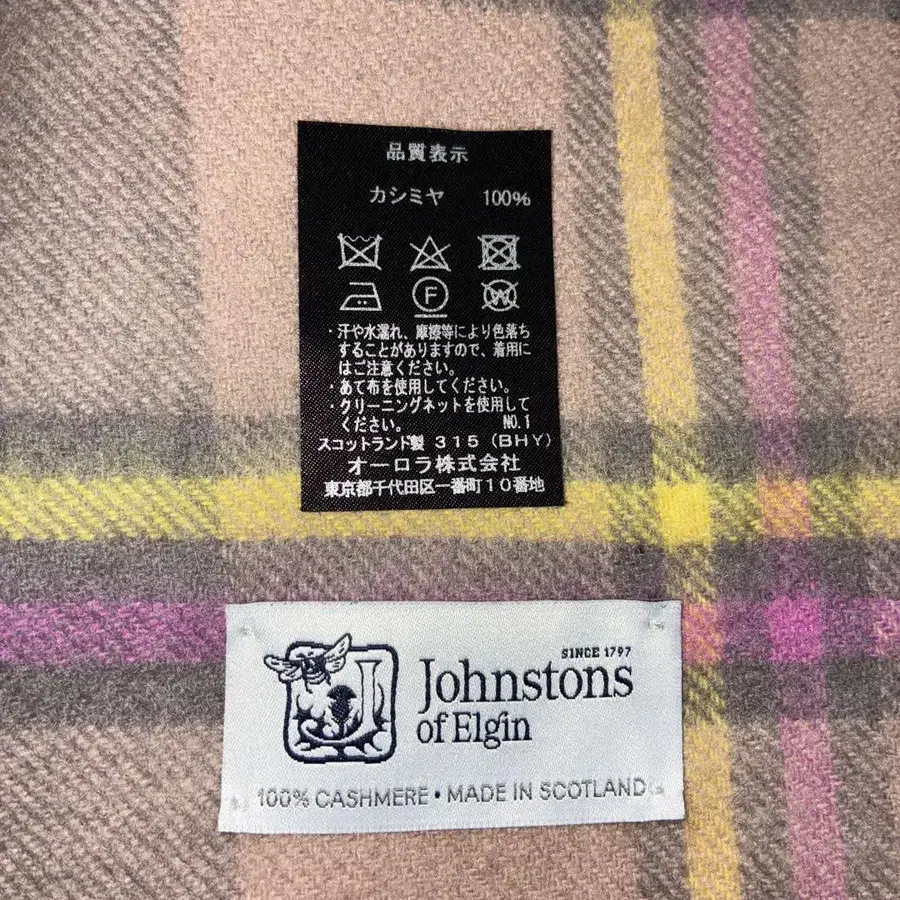 品質表示
カシミヤ 100%
F W
・汗や水濡れ、摩擦等により色落ち
することがありますので、着用に
はご注意ください。
・あて布を使用してください。
・クリーニングネットを使用して
ください。 NO.1
スコットランド製 315 (BHY)
オーロラ株式会社
東京都千代田区一番町10番地
SINCE 1797
Johnstons
of Elgin
100% CASHMERE • MADE IN SCOTLAND